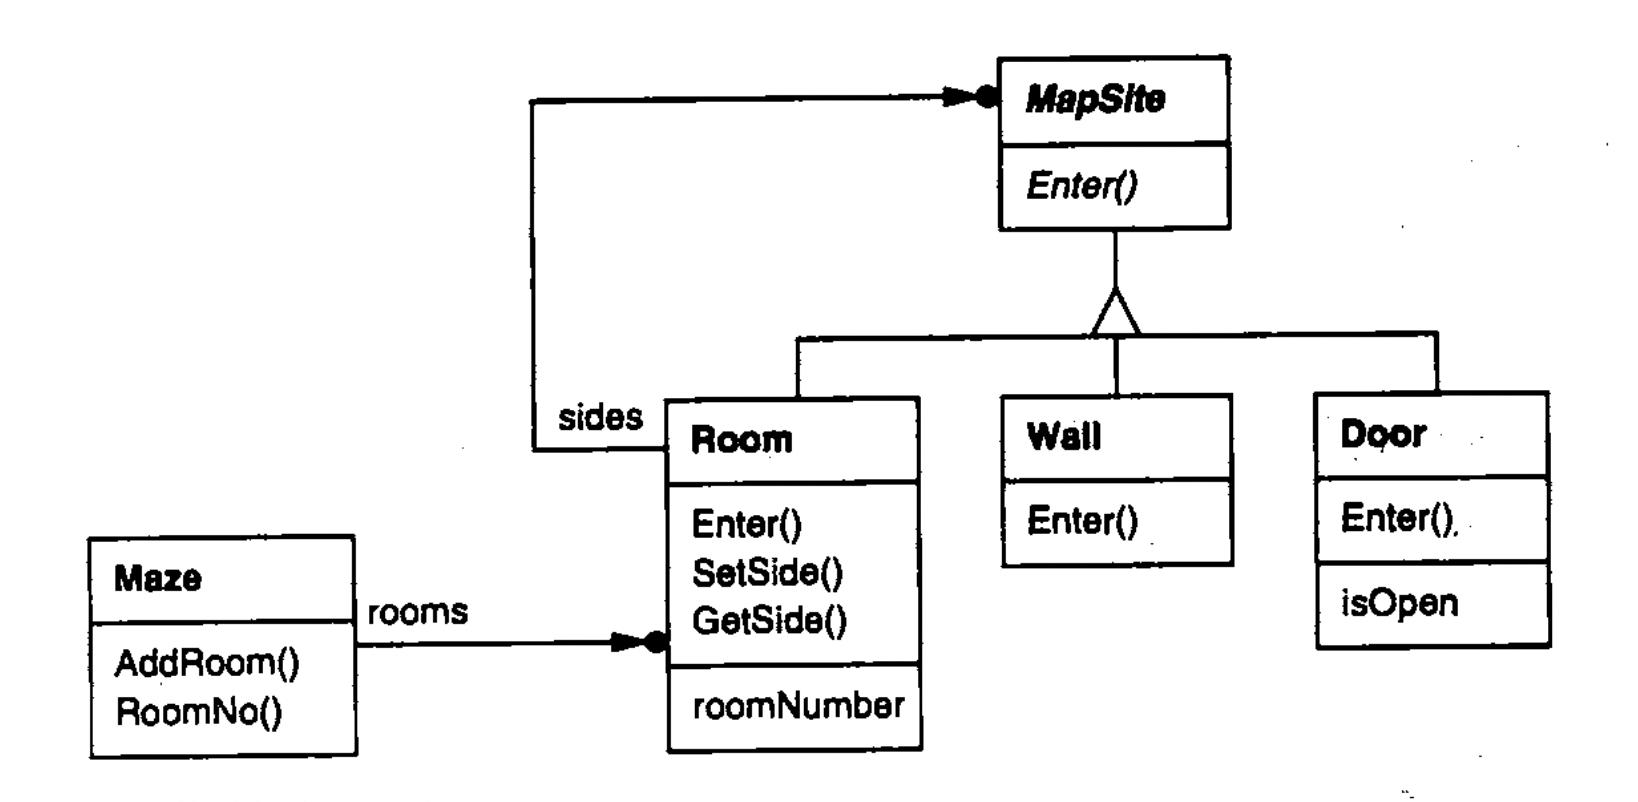 MapSite
Enter()
sides
Room
Enter()
SetSide()
GetSide()
roomNumber
Wall
Enter()
Door
Enter()
isOpen
Maze
AddRoom()
RoomNo()
rooms